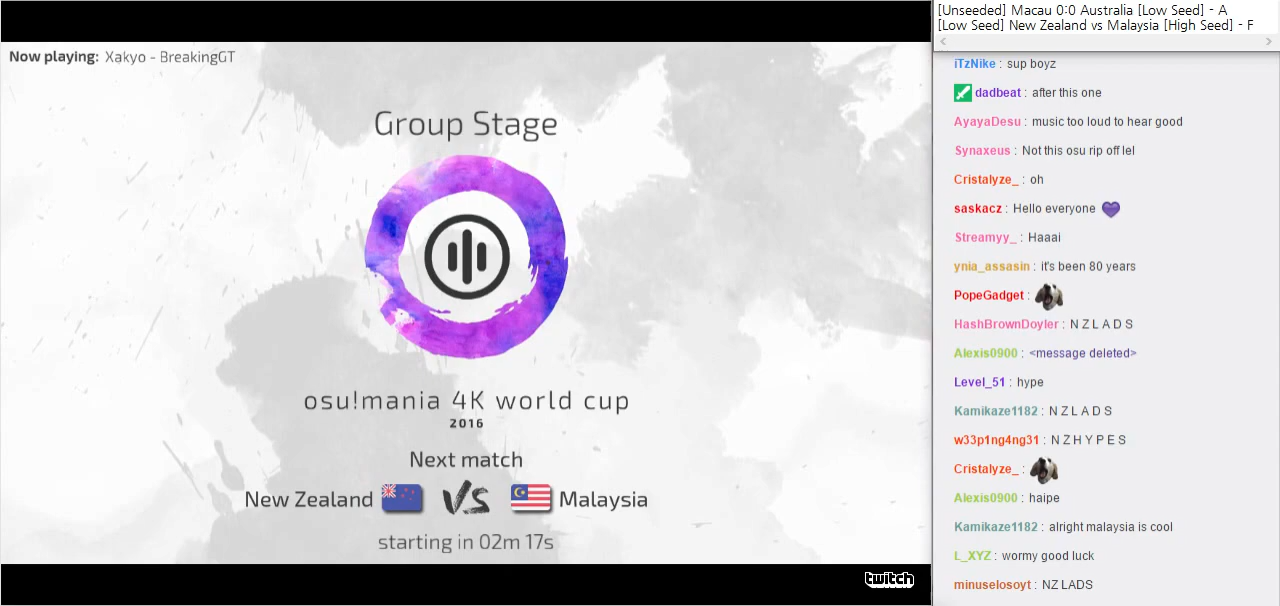 Now playing: Xakyo - BreakingGT
Group Stage
osu!mania 4K world cup
2016
Next match
New Zealand VS Malaysia
starting in 02m 17s
twitch
[Unseeded] Macau 0:0 Australia [Low Seed] - A
[Low Seed] New Zealand vs Malaysia [High Seed] - F
iTzNike : sup boyz
dadbeat : after this one
AyayaDesu : music too loud to hear good
Synaxeus : Not this osu rip off lel
Cristalyze_ : oh
saskacz : Hello everyone 💜
Streamyy_ : Haaai
ynia_assasin : it's been 80 years
PopeGadget :
HashBrownDoyler : N Z L A D S
Alexis0900 : <message deleted>
Level_51 : hype
Kamikaze1182 : N Z L A D S
w33p1ng4ng31 : N Z H Y P E S
Cristalyze_ :
Alexis0900 : haipe
Kamikaze1182 : alright malaysia is cool
L_XYZ : wormy good luck
minuselosoyt : NZ LADS